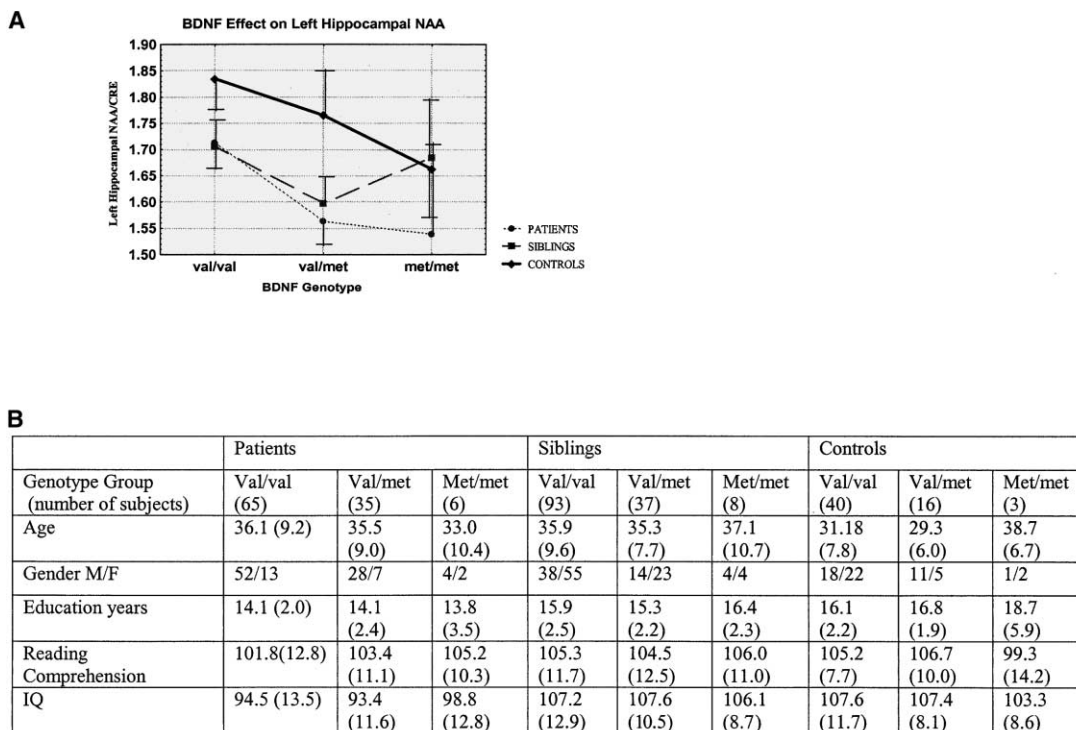 A
BDNF Effect on Left Hippocampal NAA
Left Hippocampal NAA/CRE
1.90
1.85
1.80
1.75
1.70
1.65
1.60
1.55
1.50
val/val val/met met/met
BDNF Genotype
PATIENTS
SIBLINGS
CONTROLS
B
Patients Siblings Controls
Genotype Group Val/val Val/met Met/met Val/val Val/met Met/met Val/val Val/met Met/met
(number of subjects) (65) (35) (6) (93) (37) (8) (40) (16) (3)
Age 36.1 (9.2) 35.5 33.0 35.9 35.3 37.1 31.18 29.3 38.7
(9.0) (10.4) (9.6) (7.7) (10.7) (7.8) (6.0) (6.7)
Gender M/F 52/13 28/7 4/2 38/55 14/23 4/4 18/22 11/5 1/2
Education years 14.1 (2.0) 14.1 13.8 15.9 15.3 16.4 16.1 16.8 18.7
(2.4) (3.5) (2.5) (2.2) (2.3) (2.2) (1.9) (5.9)
Reading 101.8(12.8) 103.4 105.2 105.3 104.5 106.0 105.2 106.7 99.3
Comprehension (11.1) (10.3) (11.7) (12.5) (11.0) (7.7) (10.0) (14.2)
IQ 94.5 (13.5) 93.4 98.8 107.2 107.6 106.1 107.6 107.4 103.3
(11.6) (12.8) (12.9) (10.5) (8.7) (11.7) (8.1) (8.6)